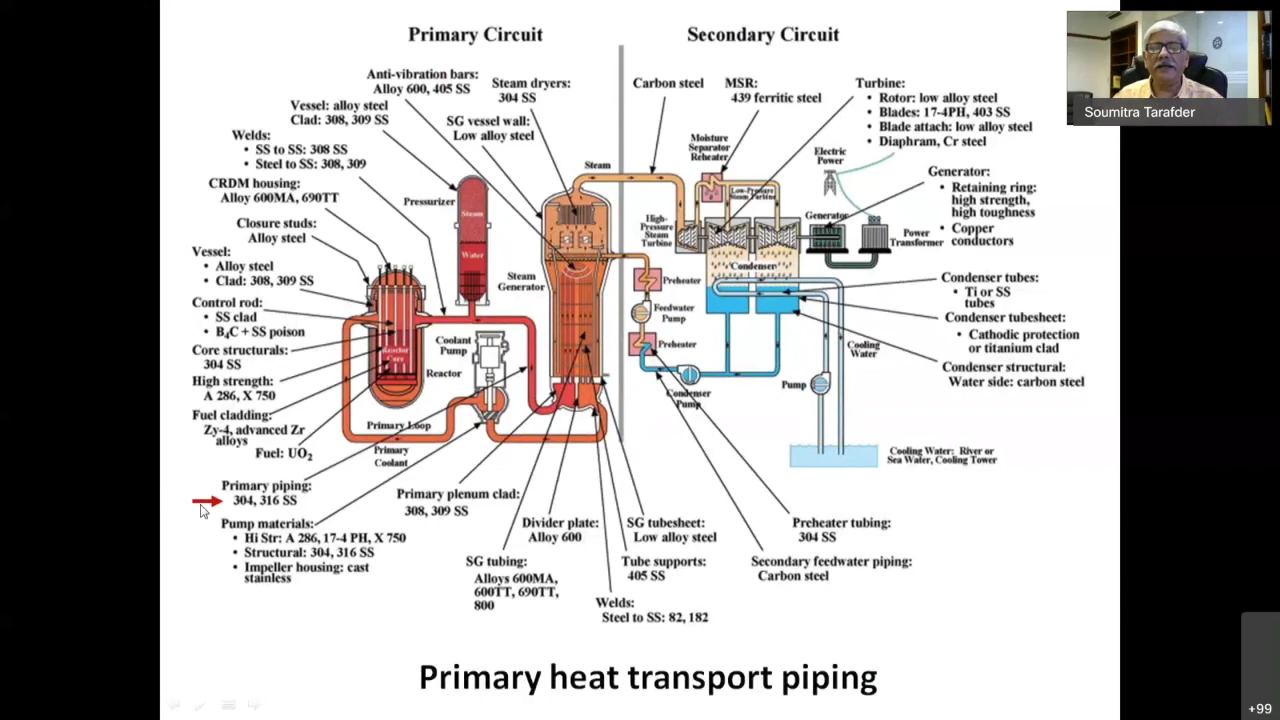 Primary Circuit
Secondary Circuit
Anti-vibration bars:
Alloy 600, 405 SS
Steam dryers:
304 SS
Carbon steel
MSR:
439 ferritic steel
Turbine:
• Rotor: low alloy steel
• Blades: 17-4PH, 403 SS
• Blade attach: low alloy steel
• Diaphram, Cr steel
Soumitra Tarafder
Vessel: alloy steel
Clad: 308, 309 SS
SG vessel wall:
Low alloy steel
Welds:
• SS to SS: 308 SS
• Steel to SS: 308, 309
Moisture
Separator
Reheater
Electric
Power
Steam
CRDM housing:
Alloy 600MA, 690TT
Pressurizer
Steam
Water
Low-Pressure
Steam Turbine
High-
Pressure
Steam
Turbine
Generator
Generator:
• Retaining ring:
high strength,
high toughness
• Copper
conductors
Power
Transformer
Closure studs:
Alloy steel
Vessel:
• Alloy steel
• Clad: 308, 309 SS
Steam
Generator
Condenser
Preheater
Condenser tubes:
• Ti or SS
tubes
Control rod:
• SS clad
• B4C + SS poison
Feedwater
Pump
Condenser tubesheet:
• Cathodic protection
or titanium clad
Core structurals:
304 SS
Coolant
Pump
Preheater
Cooling
Water
Reactor
Core
Reactor
Condenser structural:
Water side: carbon steel
High strength:
A 286, X 750
Pump
Condenser
Pump
Fuel cladding:
Zy-4, advanced Zr
alloys
Fuel: UO2
Primary Loop
Primary
Coolant
Cooling Water: River or
Sea Water, Cooling Tower
Primary piping:
304, 316 SS
Primary plenum clad:
308, 309 SS
Pump materials:
• Hi Str: A 286, 17-4 PH, X 750
• Structural: 304, 316 SS
• Impeller housing: cast
stainless
Divider plate:
Alloy 600
SG tubesheet:
Low alloy steel
Preheater tubing:
304 SS
SG tubing:
Alloys 600MA,
600TT, 690TT,
800
Tube supports:
405 SS
Secondary feedwater piping:
Carbon steel
Welds:
Steel to SS: 82, 182
Primary heat transport piping
+99